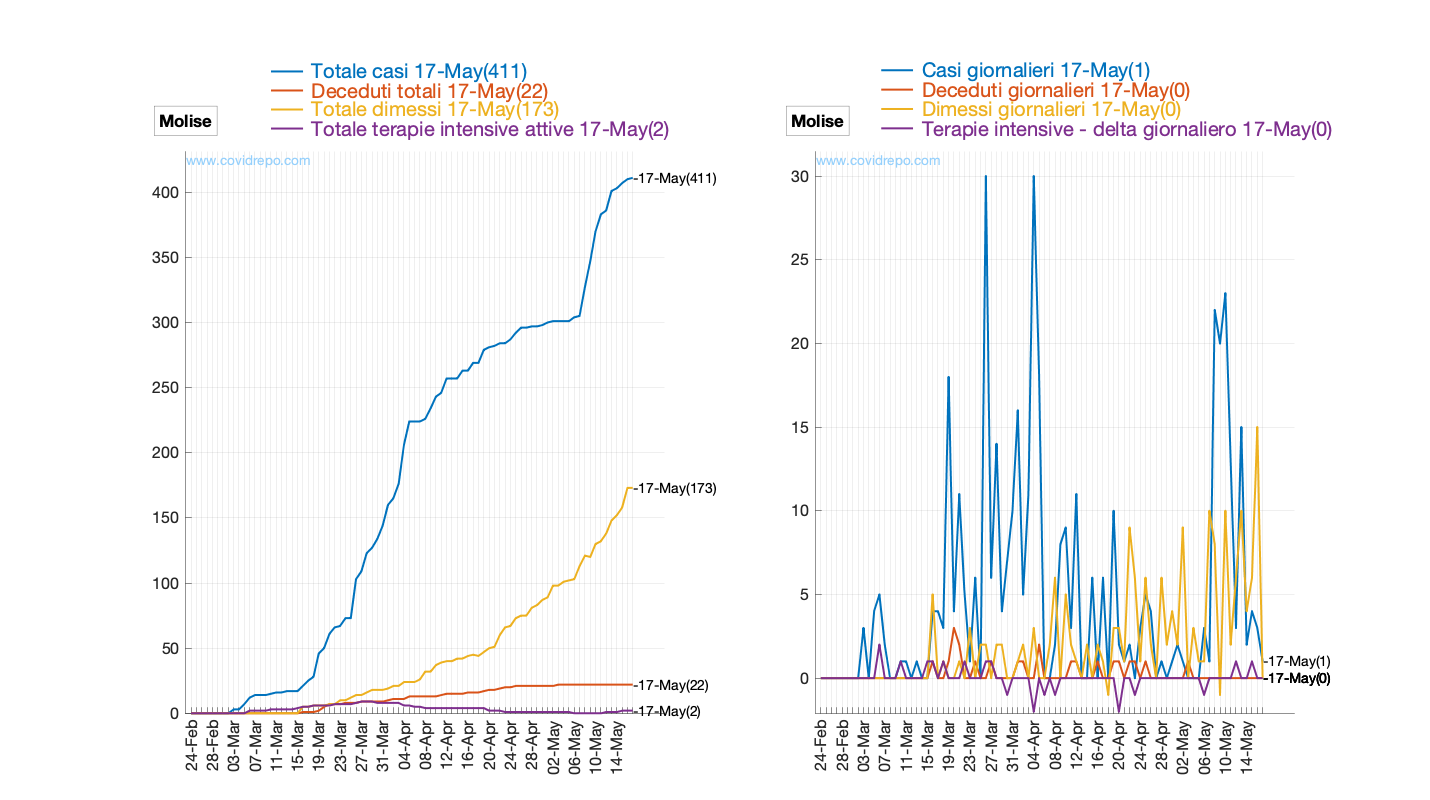 Totale casi 17-May(411)
Deceduti totali 17-May(22)
Totale dimessi 17-May(173)
Totale terapie intensive attive 17-May(2)
Molise
www.covidrepo.com
400
350
300
250
200
150
100
50
0
-17-May(411)
-17-May(173)
-17-May(22)
-17-May(2)
24-Feb
28-Feb
03-Mar
07-Mar
11-Mar
15-Mar
19-Mar
23-Mar
27-Mar
31-Mar
04-Apr
08-Apr
12-Apr
16-Apr
20-Apr
24-Apr
28-Apr
02-May
06-May
10-May
14-May
Casi giornalieri 17-May(1)
Deceduti giornalieri 17-May(0)
Dimessi giornalieri 17-May(0)
Terapie intensive - delta giornaliero 17-May(0)
Molise
www.covidrepo.com
30
25
20
15
10
5
0
-17-May(1)
-17-May(0)
24-Feb
28-Feb
03-Mar
07-Mar
11-Mar
15-Mar
19-Mar
23-Mar
27-Mar
31-Mar
04-Apr
08-Apr
12-Apr
16-Apr
20-Apr
24-Apr
28-Apr
02-May
06-May
10-May
14-May